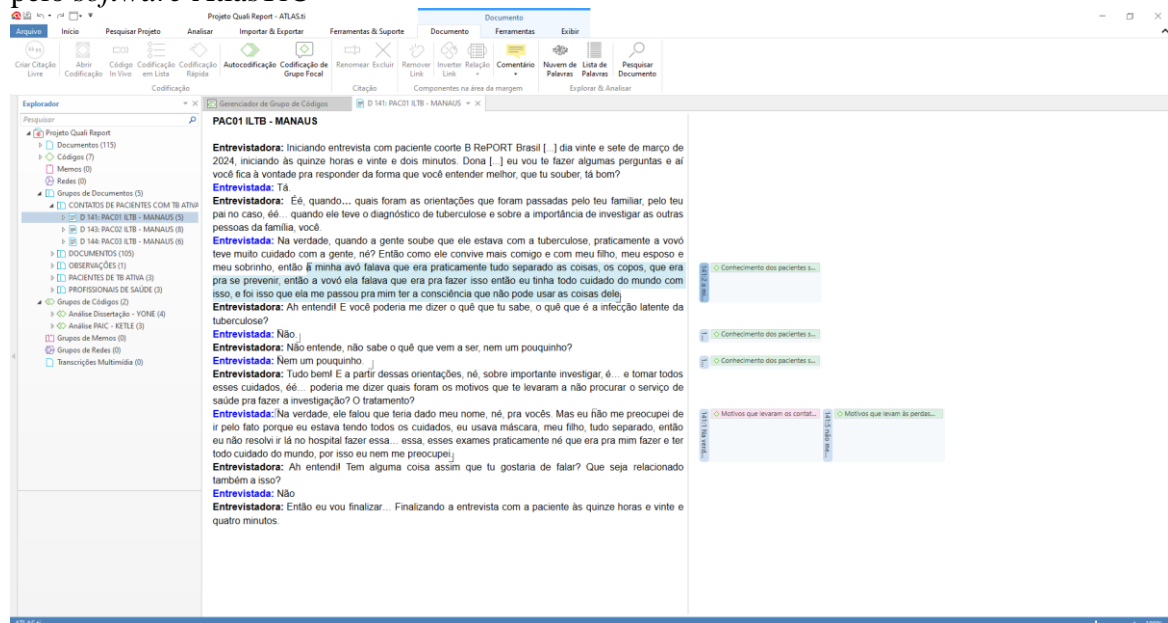 pelo software Atlas Ti©
Projeto Quali Report - ATLAS.ti
Documento
Arquivo Início Pesquisar Projeto Analisar Importar & Exportar Ferramentas & Suporte Documento Ferramentas Exibir
Criar Citação Livre
Abrir Codificação
Código In Vivo
Codificação em Lista
Codificação Rápida
Autocodificação
Codificação de Grupo Focal
Renomear
Excluir
Remover Link
Inverter Link
Relação
Comentário
Nuvem de Palavras
Lista de Palavras
Pesquisar Documento
Codificação
Citação
Componentes na área da margem
Explorar & Analisar
Explorador
Pesquisar
Projeto Quali Report
Documentos (115)
Códigos (7)
Memos (0)
Redes (0)
Grupos de Documentos (5)
CONTATOS DE PACIENTES COM TB ATIVA
D 141: PAC01 ILTB - MANAUS (5)
D 143: PAC02 ILTB - MANAUS (8)
D 144: PAC03 ILTB - MANAUS (6)
DOCUMENTOS (105)
OBSERVAÇÕES (1)
PACIENTES DE TB ATIVA (3)
PROFISSIONAIS DE SAÚDE (3)
Grupos de Códigos (2)
Análise Dissertação - YONE (4)
Análise PAIC - KETLE (3)
Grupos de Memos (0)
Grupos de Redes (0)
Transcrições Multimídia (0)
Gerenciador de Grupo de Códigos
D 141: PAC01 ILTB - MANAUS
PAC01 ILTB - MANAUS
Entrevistadora: Iniciando entrevista com paciente coorte B RePORT Brasil [...] dia vinte e sete de março de
2024, iniciando às quinze horas e vinte e dois minutos. Dona [...] eu vou te fazer algumas perguntas e aí
você fica à vontade pra responder da forma que você entender melhor, que tu souber, tá bom?
Entrevistada: Tá.
Entrevistadora: Éé, quando... quais foram as orientações que foram passadas pelo teu familiar, pelo teu
pai no caso, éé... quando ele teve o diagnóstico de tuberculose e sobre a importância de investigar as outras
pessoas da família, você.
Entrevistada: Na verdade, quando a gente soube que ele estava com a tuberculose, praticamente a vovó
teve muito cuidado com a gente, né? Então como ele convive mais comigo e com meu filho, meu esposo e
meu sobrinho, então a minha avó falava que era praticamente tudo separado as coisas, os copos, que era
pra se prevenir, então a vovó ela falava que era pra fazer isso então eu tinha todo cuidado do mundo com
isso, e foi isso que ela me passou pra mim ter a consciência que não pode usar as coisas dele.
Entrevistadora: Ah entendi! E você poderia me dizer o quê que tu sabe, o quê que é a infecção latente da
tuberculose?
Entrevistada: Não.
Entrevistadora: Não entende, não sabe o quê que vem a ser, nem um pouquinho?
Entrevistada: Nem um pouquinho.
Entrevistadora: Tudo bem! E a partir dessas orientações, né, sobre importante investigar, é... e tomar todos
esses cuidados, éé... poderia me dizer quais foram os motivos que te levaram a não procurar o serviço de
saúde pra fazer a investigação? O tratamento?
Entrevistada: Na verdade, ele falou que teria dado meu nome, né, pra vocês. Mas eu não me preocupei de
ir pelo fato porque eu estava tendo todos os cuidados, eu usava máscara, meu filho, tudo separado, então
eu não resolvi ir lá no hospital fazer essa... essa, esses exames praticamente né que era pra mim fazer e ter
todo cuidado do mundo, por isso eu nem me preocupei.
Entrevistadora: Ah entendi! Tem alguma coisa assim que tu gostaria de falar? Que seja relacionado
também a isso?
Entrevistada: Não
Entrevistadora: Então eu vou finalizar... Finalizando a entrevista com a paciente às quinze horas e vinte e
quatro minutos.
141:2 a mi...
Conhecimento dos pacientes s...
1...
Conhecimento dos pacientes s...
1...
Conhecimento dos pacientes s...
141:1 Na verd...
Motivos que levaram os contat...
141:5 não me...
Motivos que levam às perdas...